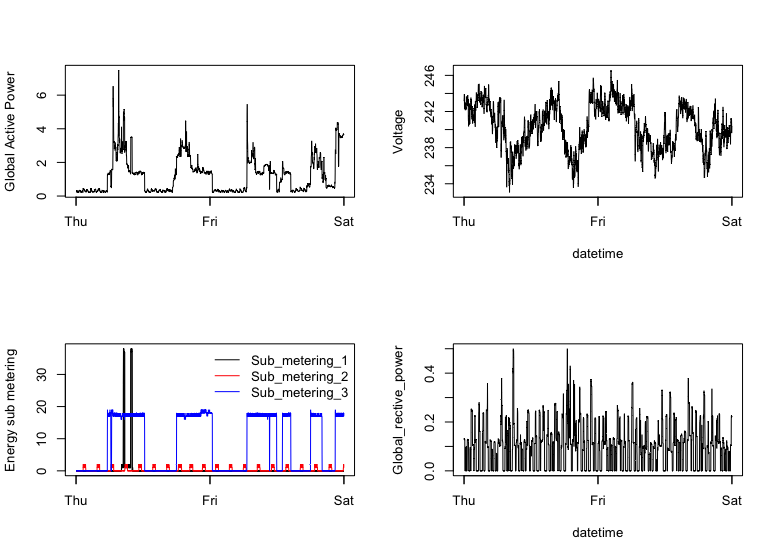 Global Active Power
6
4
2
0
Thu Fri Sat
Voltage
246
242
238
234
Thu Fri Sat
datetime
Energy sub metering
30
20
10
0
Sub_metering_1
Sub_metering_2
Sub_metering_3
Thu Fri Sat
Global_rective_power
0.4
0.2
0.0
Thu Fri Sat
datetime